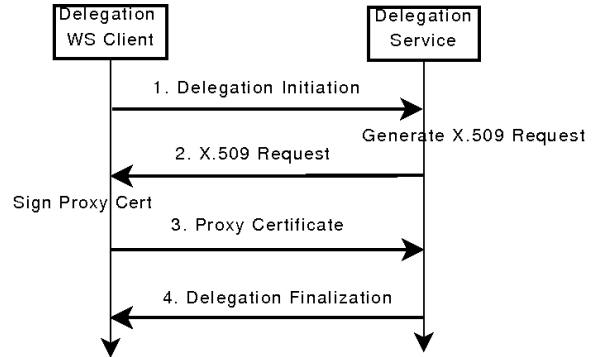 Delegation
WS Client
Delegation
Service
1. Delegation Initiation
Generate X.509 Request
2. X.509 Request
Sign Proxy Cert
3. Proxy Certificate
4. Delegation Finalization